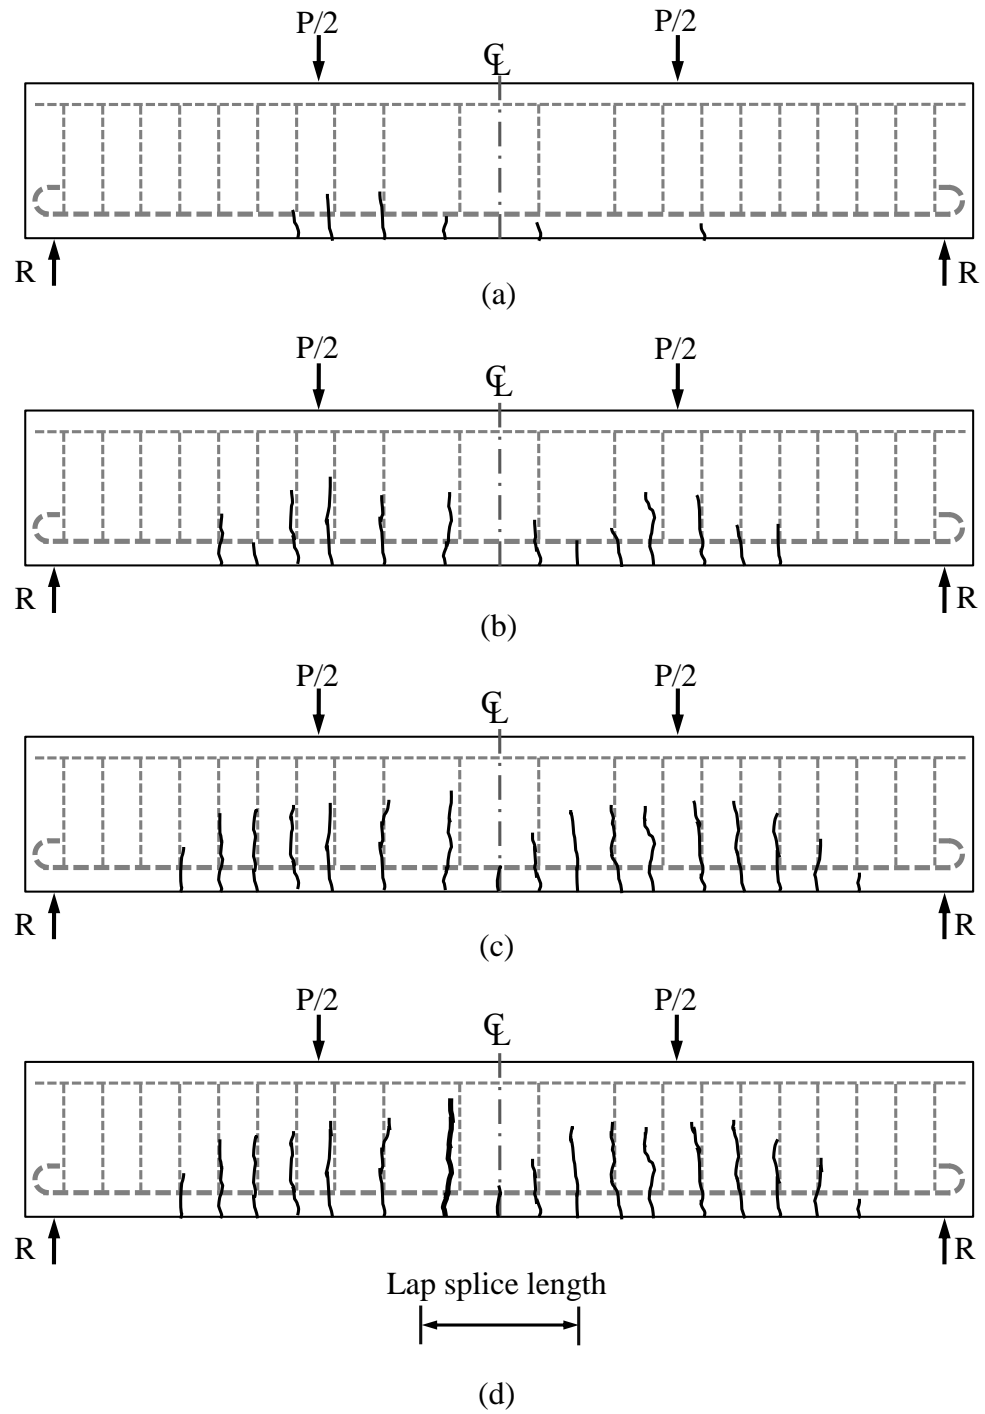 P/2 P/2
℄
R R
(a)
P/2 P/2
℄
R R
(b)
P/2 P/2
℄
R R
(c)
P/2 P/2
℄
R R
Lap splice length
(d)